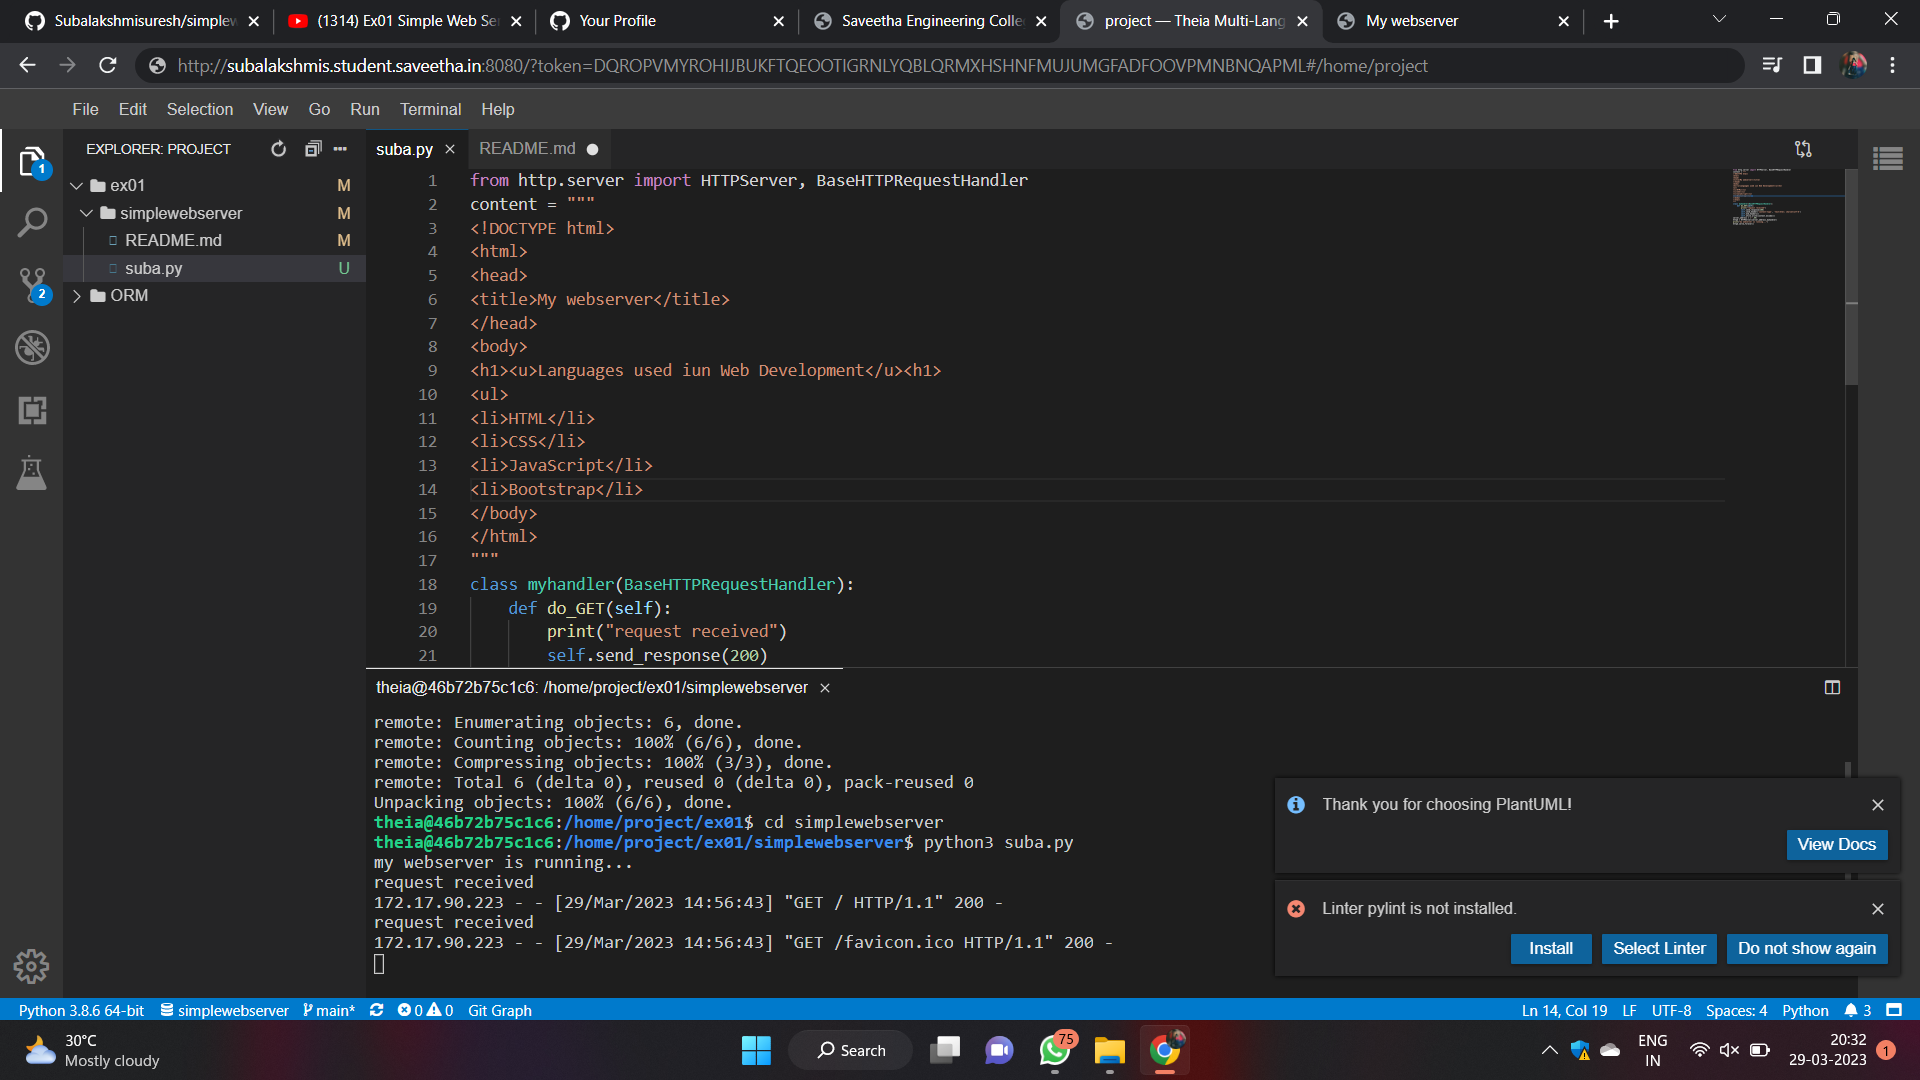 Subalakshmisuresh/simplew
(1314) Ex01 Simple Web Se
Your Profile
Saveetha Engineering Colle
project — Theia Multi-Lang
My webserver
http://subalakshmis.student.saveetha.in:8080/?token=DQROPVMYROHIJBUKFTQEOOTIGRNLYQBLQRMXHSHNFMUJUMGFADFOOVPMNBNQAPML#/home/project
File Edit Selection View Go Run Terminal Help
EXPLORER: PROJECT
ex01 M
simplewebserver M
README.md M
suba.py U
ORM
1
2
suba.py
README.md
1 from http.server import HTTPServer, BaseHTTPRequestHandler
2 content = """
3 <!DOCTYPE html>
4 <html>
5 <head>
6 <title>My webserver</title>
7 </head>
8 <body>
9 <h1><u>Languages used iun Web Development</u><h1>
10 <ul>
11 <li>HTML</li>
12 <li>CSS</li>
13 <li>JavaScript</li>
14 <li>Bootstrap</li>
15 </body>
16 </html>
17 """
18 class myhandler(BaseHTTPRequestHandler):
19 def do_GET(self):
20 print("request received")
21 self.send_response(200)
theia@46b72b75c1c6: /home/project/ex01/simplewebserver
remote: Enumerating objects: 6, done.
remote: Counting objects: 100% (6/6), done.
remote: Compressing objects: 100% (3/3), done.
remote: Total 6 (delta 0), reused 0 (delta 0), pack-reused 0
Unpacking objects: 100% (6/6), done.
theia@46b72b75c1c6:/home/project/ex01$ cd simplewebserver
theia@46b72b75c1c6:/home/project/ex01/simplewebserver$ python3 suba.py
my webserver is running...
request received
172.17.90.223 - - [29/Mar/2023 14:56:43] "GET / HTTP/1.1" 200 -
request received
172.17.90.223 - - [29/Mar/2023 14:56:43] "GET /favicon.ico HTTP/1.1" 200 -
Thank you for choosing PlantUML!
View Docs
Linter pylint is not installed.
Install Select Linter Do not show again
Python 3.8.6 64-bit simplewebserver main* 0 0 Git Graph
Ln 14, Col 19 LF UTF-8 Spaces: 4 Python 3
30°C
Mostly cloudy
Search
75
ENG
IN
20:32
29-03-2023
1